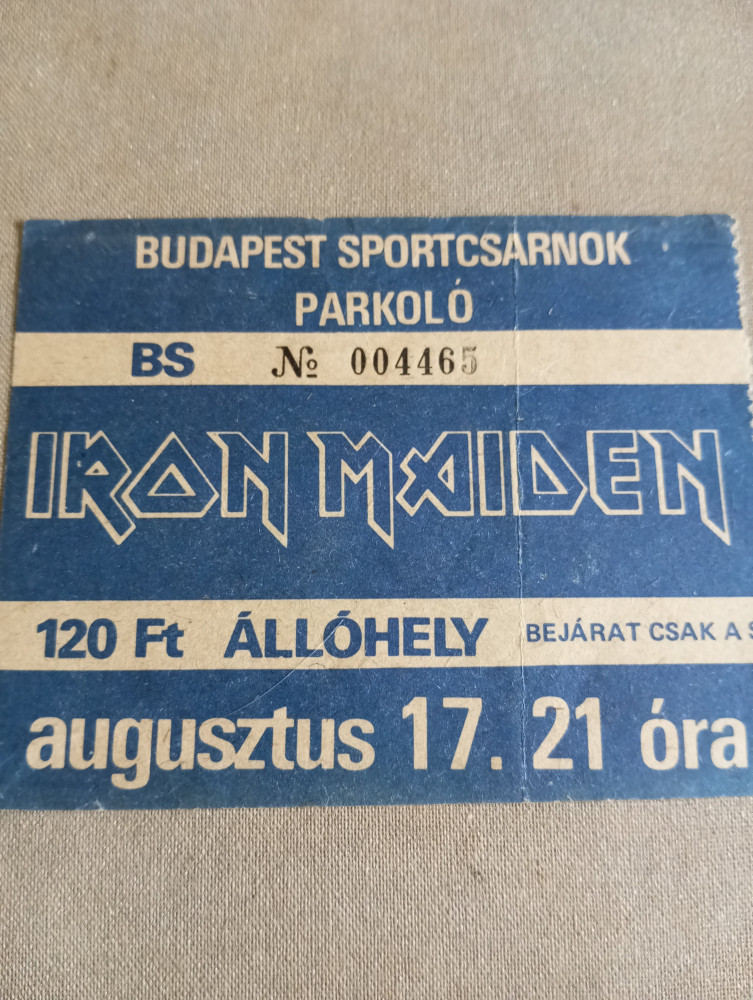 BUDAPEST SPORTCSARNOK
PARKOLÓ
BS № 004465
IRON MAIDEN
120 Ft ÁLLÓHELY BEJÁRAT CSAK A
augusztus 17. 21 óra